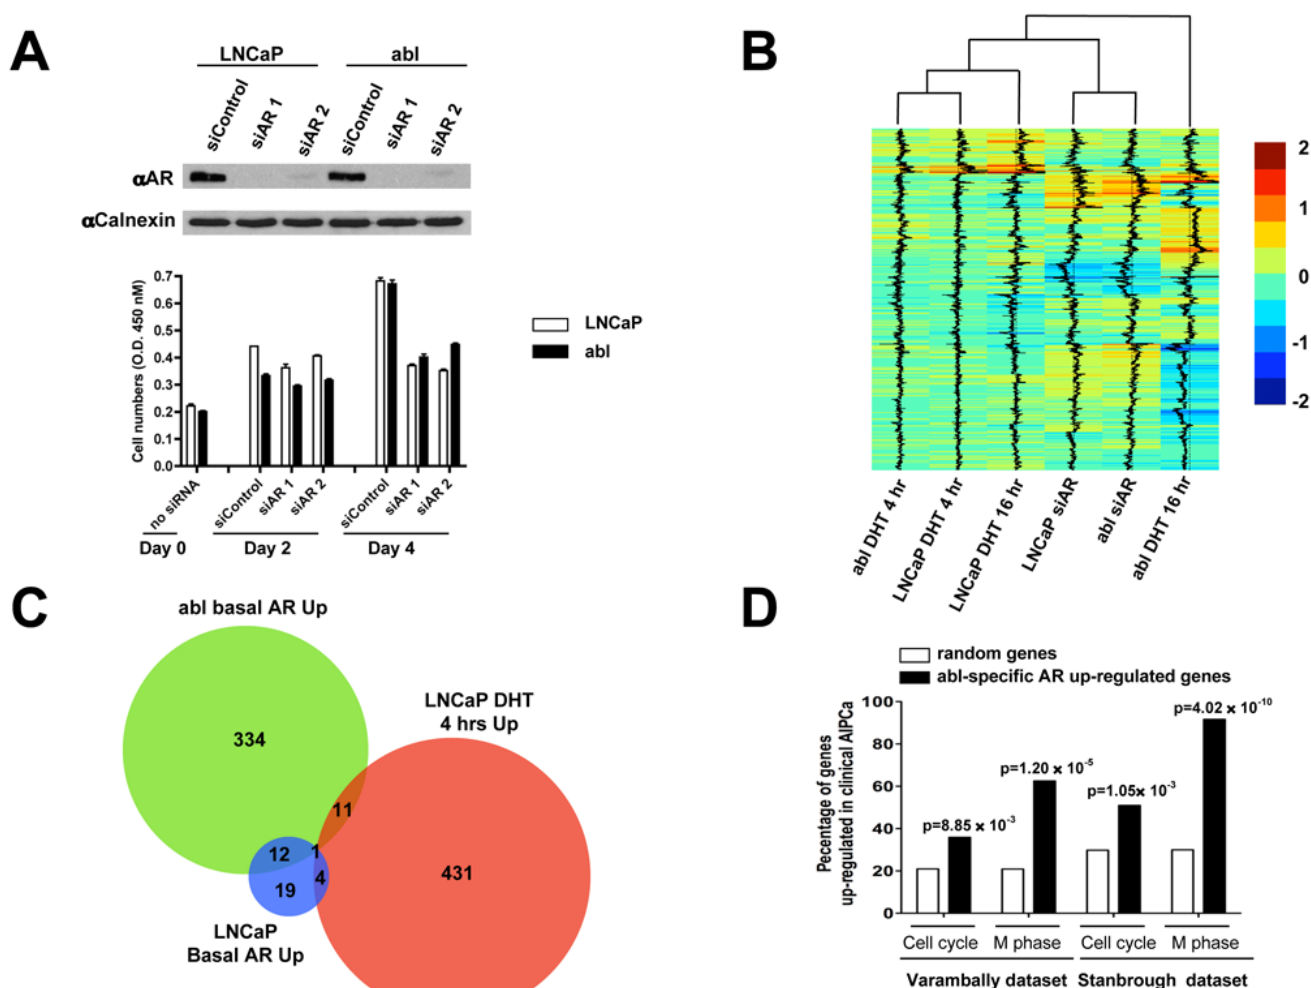 A
LNCaP
abl
siControl
siAR 1
siAR 2
siControl
siAR 1
siAR 2
αAR
αCalnexin
Cell numbers (O.D. 450 nM)
0.7
0.6
0.5
0.4
0.3
0.2
0.1
0.0
LNCaP
abl
no siRNA
siControl
siAR 1
siAR 2
siControl
siAR 1
siAR 2
Day 0
Day 2
Day 4
B
2
1
0
-1
-2
abl DHT 4 hr
LNCaP DHT 4 hr
LNCaP DHT 16 hr
LNCaP siAR
abl siAR
abl DHT 16 hr
C
abl basal AR Up
334
LNCaP DHT
4 hrs Up
11
12
1
19
4
431
LNCaP
Basal AR Up
D
random genes
abl-specific AR up-regulated genes
Pecentage of genes
up-regulated in clinical AIPCa
100
80
60
40
20
0
p=8.85 × 10-3
p=1.20 × 10-5
p=1.05× 10-3
p=4.02 × 10-10
Cell cycle
M phase
Cell cycle
M phase
Varambally dataset
Stanbrough dataset